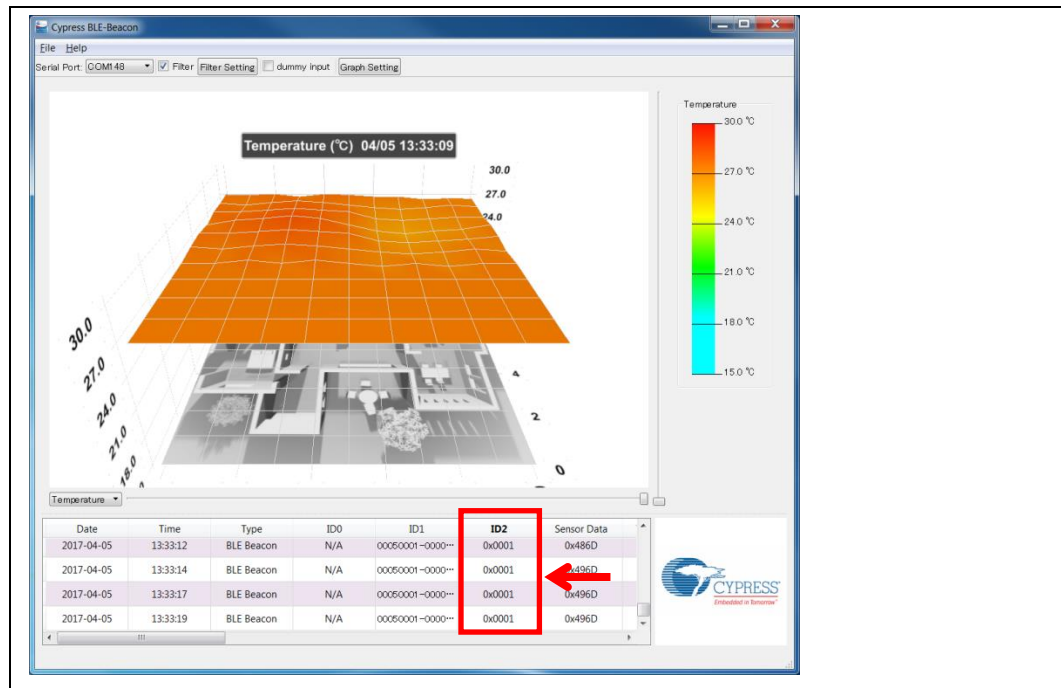 Cypress BLE-Beacon
File Help
Serial Port: COM148 Filter Filter Setting dummy input Graph Setting
Temperature
30.0 ℃
27.0 ℃
24.0 ℃
21.0 ℃
18.0 ℃
15.0 ℃
Temperature (℃) 04/05 13:33:09
30.0
27.0
24.0
30.0
27.0
24.0
21.0
18.0
4
2
0
Temperature
Date Time Type ID0 ID1 ID2 Sensor Data
2017-04-05 13:33:12 BLE Beacon N/A 00050001-0000… 0x0001 0x486D
2017-04-05 13:33:14 BLE Beacon N/A 00050001-0000… 0x0001 0x496D
2017-04-05 13:33:17 BLE Beacon N/A 00050001-0000… 0x0001 0x496D
2017-04-05 13:33:19 BLE Beacon N/A 00050001-0000… 0x0001 0x496D
CYPRESS
Embedded in Tomorrow™